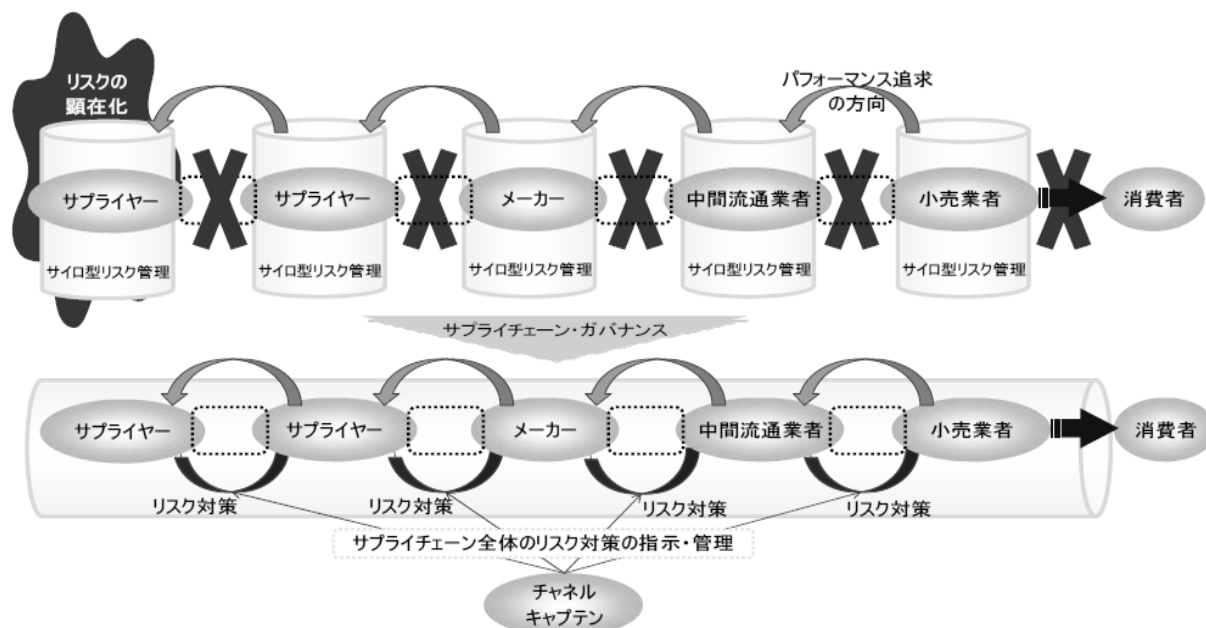 リスクの
顕在化
パフォーマンス追求
の方向
サプライヤー
サプライヤー
メーカー
中間流通業者
小売業者
消費者
サイロ型リスク管理
サイロ型リスク管理
サイロ型リスク管理
サイロ型リスク管理
サイロ型リスク管理
サプライチェーン・ガバナンス
サプライヤー
サプライヤー
メーカー
中間流通業者
小売業者
消費者
リスク対策
リスク対策
リスク対策
リスク対策
サプライチェーン全体のリスク対策の指示・管理
チャネル
キャプテン